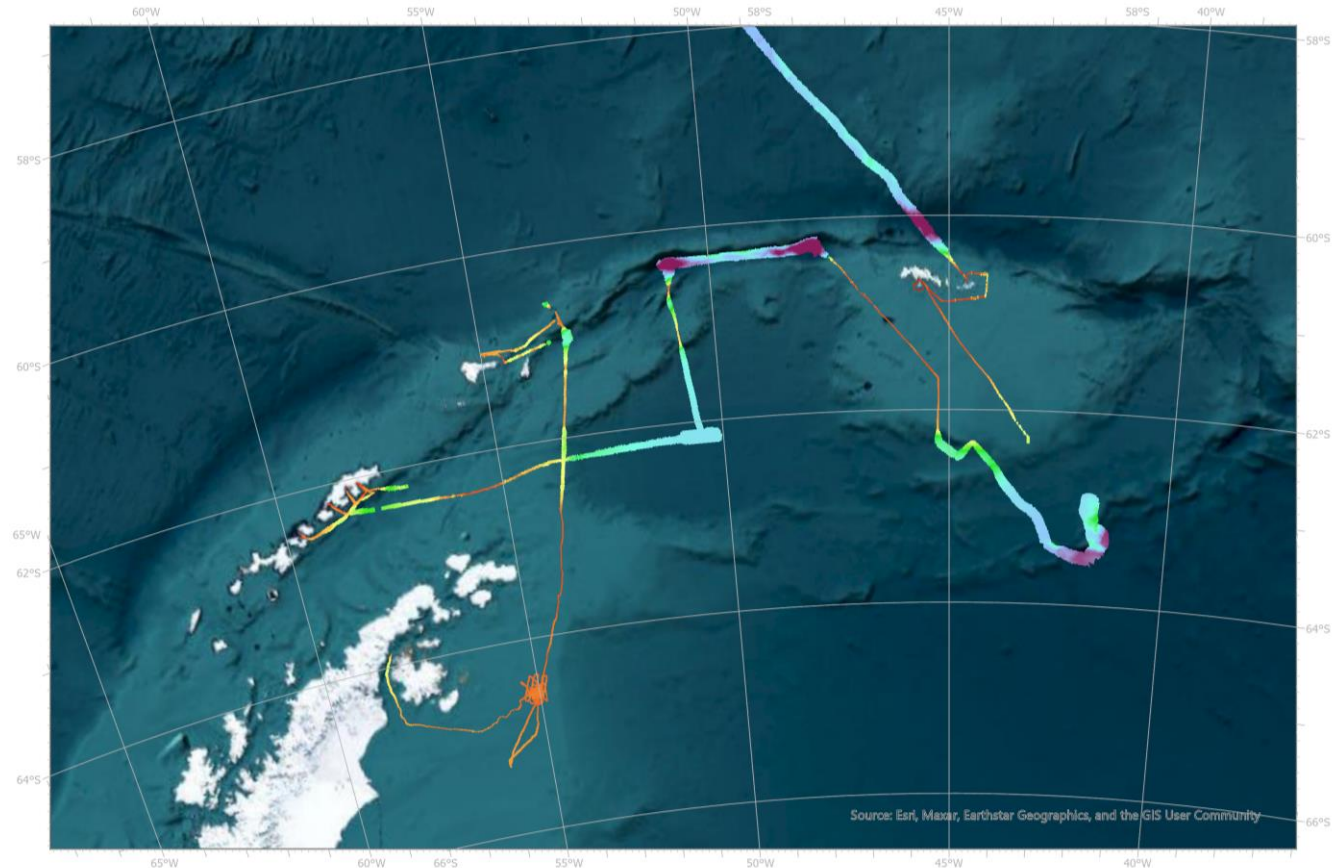 60°W 55°W 50°W 58°S 45°W 58°S 40°W
58°S
58°S
60°S
60°S
62°S
65°W
62°S
64°S
64°S
Source: Esri, Maxar, Earthstar Geographics, and the GIS User Community
66°S
65°W 60°W 66°S 55°W 50°W 45°W 40°W